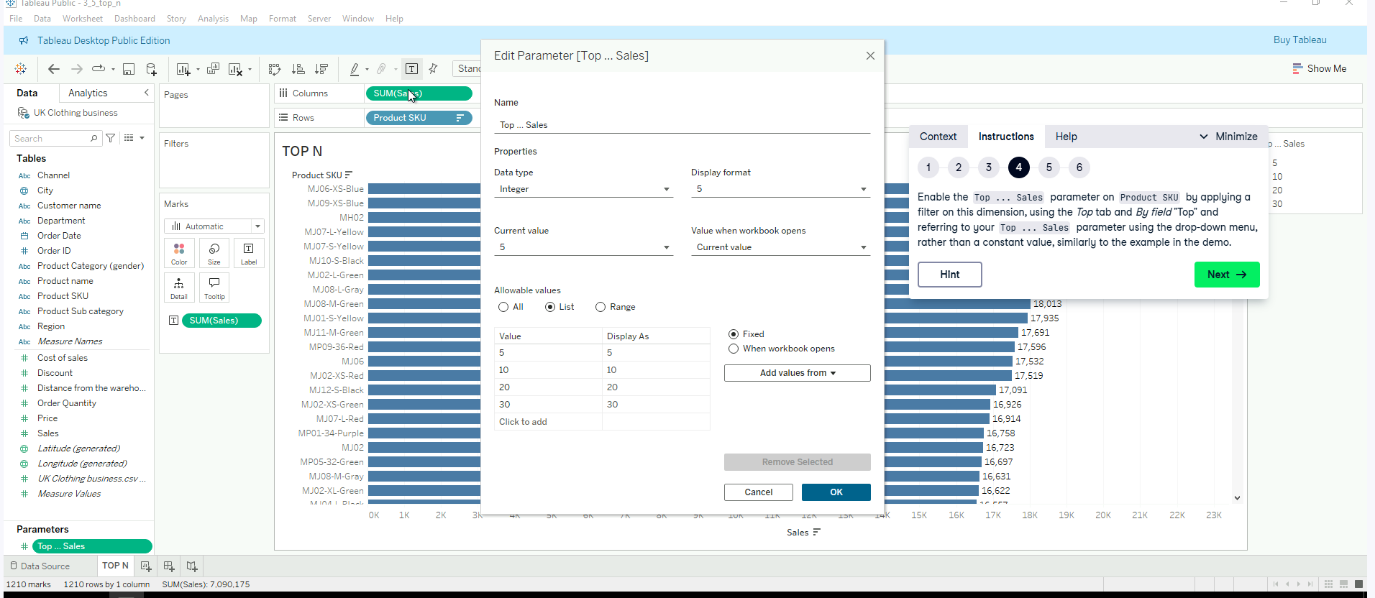 Tableau Public - 3_5_top_n
File Data Worksheet Dashboard Story Analysis Map Format Server Window Help
Tableau Desktop Public Edition
Buy Tableau
Show Me
Data
Analytics
UK Clothing business
Search
Tables
Abc Channel
City
Abc Customer name
Abc Department
Order Date
# Order ID
Abc Product Category (gender)
Abc Product name
Abc Product SKU
Abc Product Sub category
Abc Region
Abc Measure Names
# Cost of sales
# Discount
# Distance from the wareho...
# Order Quantity
# Price
# Sales
Latitude (generated)
Longitude (generated)
# UK Clothing business.csv ...
# Measure Values
Parameters
# Top ... Sales
Pages
Filters
Marks
Automatic
Color
Size
Label
Detail
Tooltip
SUM(Sales)
Columns
SUM(Sales)
Rows
Product SKU
TOP N
Product SKU
MJ06-XS-Blue
MJ09-XS-Blue
MH02
MJ07-L-Yellow
MJ07-S-Yellow
MJ10-S-Black
MJ02-L-Green
MJ08-L-Gray
MJ08-M-Green 18,013
MJ01-S-Yellow 17,935
MJ11-M-Green 17,691
MP09-36-Red 17,596
MJ06 17,532
MJ02-XS-Red 17,519
MJ12-S-Black 17,091
MJ02-XS-Green 16,926
MJ07-L-Red 16,914
MP01-34-Purple 16,758
MJ02 16,723
MP05-32-Green 16,697
MJ08-M-Gray 16,631
MJ02-XL-Green 16,622
0K 1K 2K 3K 14K 15K 16K 17K 18K 19K 20K 21K 22K 23K
Sales
Edit Parameter [Top ... Sales]
Name
Top ... Sales
Properties
Data type
Integer
Display format
5
Current value
5
Value when workbook opens
Current value
Allowable values
All List Range
Value Display As
5 5
10 10
20 20
30 30
Click to add
Fixed
When workbook opens
Add values from
Remove Selected
Cancel
OK
Context
Instructions
Help
Minimize
1 2 3 4 5 6
Enable the Top ... Sales parameter on Product SKU by applying a
filter on this dimension, using the Top tab and By field "Top" and
referring to your Top ... Sales parameter using the drop-down menu,
rather than a constant value, similarly to the example in the demo.
Hint
Next →
... Sales
5
10
20
30
Data Source
TOP N
1210 marks 1210 rows by 1 column SUM(Sales): 7,090,175